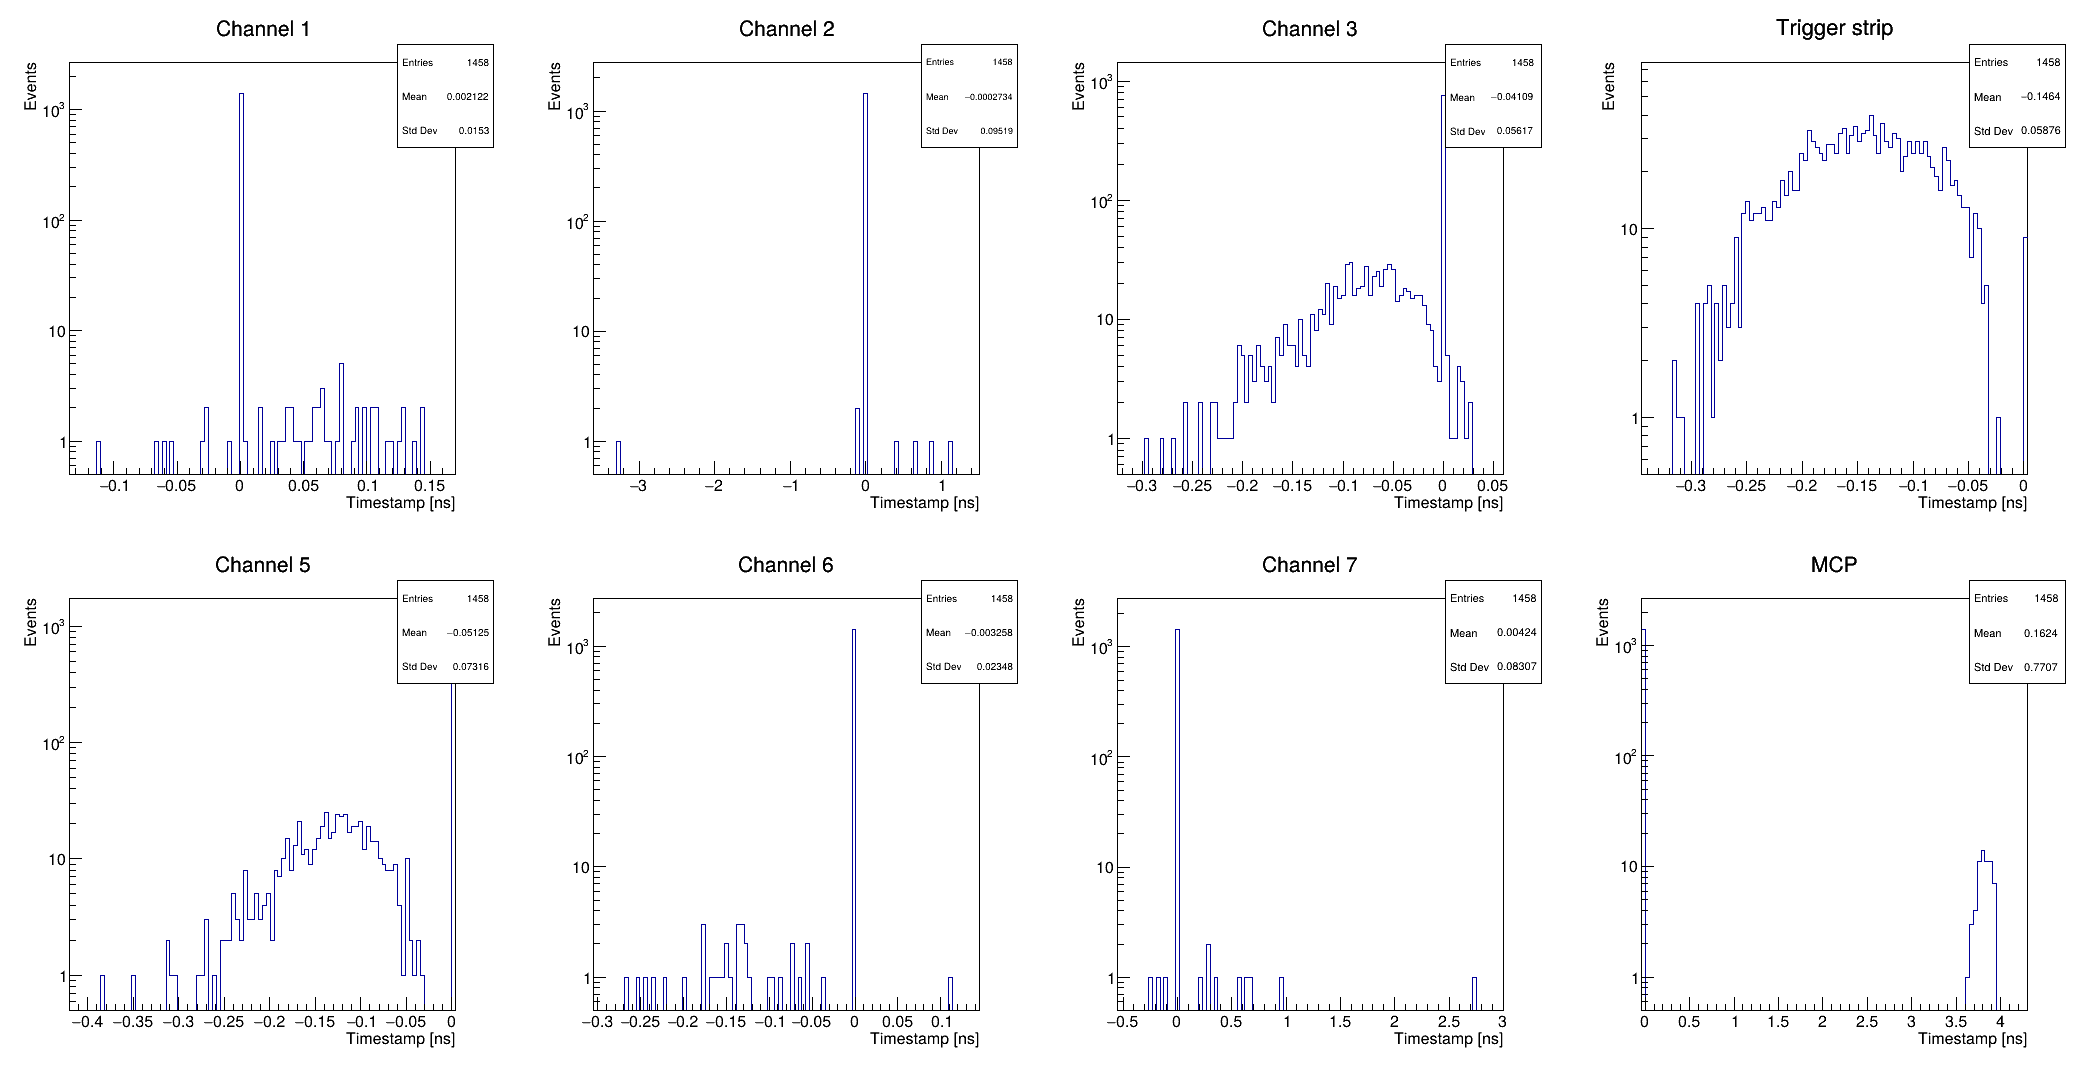 Channel 1
Events
Entries 1458
Mean 0.002122
Std Dev 0.0153
10³
10²
10
1
−0.1 −0.05 0 0.05 0.1 0.15
Timestamp [ns]
Channel 2
Events
Entries 1458
Mean −0.0002734
Std Dev 0.09519
10³
10²
10
1
−3 −2 −1 0 1
Timestamp [ns]
Channel 3
Events
Entries 1458
Mean −0.04109
Std Dev 0.05617
10³
10²
10
1
−0.3 −0.25 −0.2 −0.15 −0.1 −0.05 0 0.05
Timestamp [ns]
Trigger strip
Events
Entries 1458
Mean −0.1464
Std Dev 0.05876
10
1
−0.3 −0.25 −0.2 −0.15 −0.1 −0.05 0
Timestamp [ns]
Channel 5
Events
Entries 1458
Mean −0.05125
Std Dev 0.07316
10³
10²
10
1
−0.4 −0.35 −0.3 −0.25 −0.2 −0.15 −0.1 −0.05 0
Timestamp [ns]
Channel 6
Events
Entries 1458
Mean −0.003258
Std Dev 0.02348
10³
10²
10
1
−0.3 −0.25 −0.2 −0.15 −0.1 −0.05 0 0.05 0.1
Timestamp [ns]
Channel 7
Events
Entries 1458
Mean 0.00424
Std Dev 0.08307
10³
10²
10
1
−0.5 0 0.5 1 1.5 2 2.5 3
Timestamp [ns]
MCP
Events
Entries 1458
Mean 0.1624
Std Dev 0.7707
10³
10²
10
1
0 0.5 1 1.5 2 2.5 3 3.5 4
Timestamp [ns]